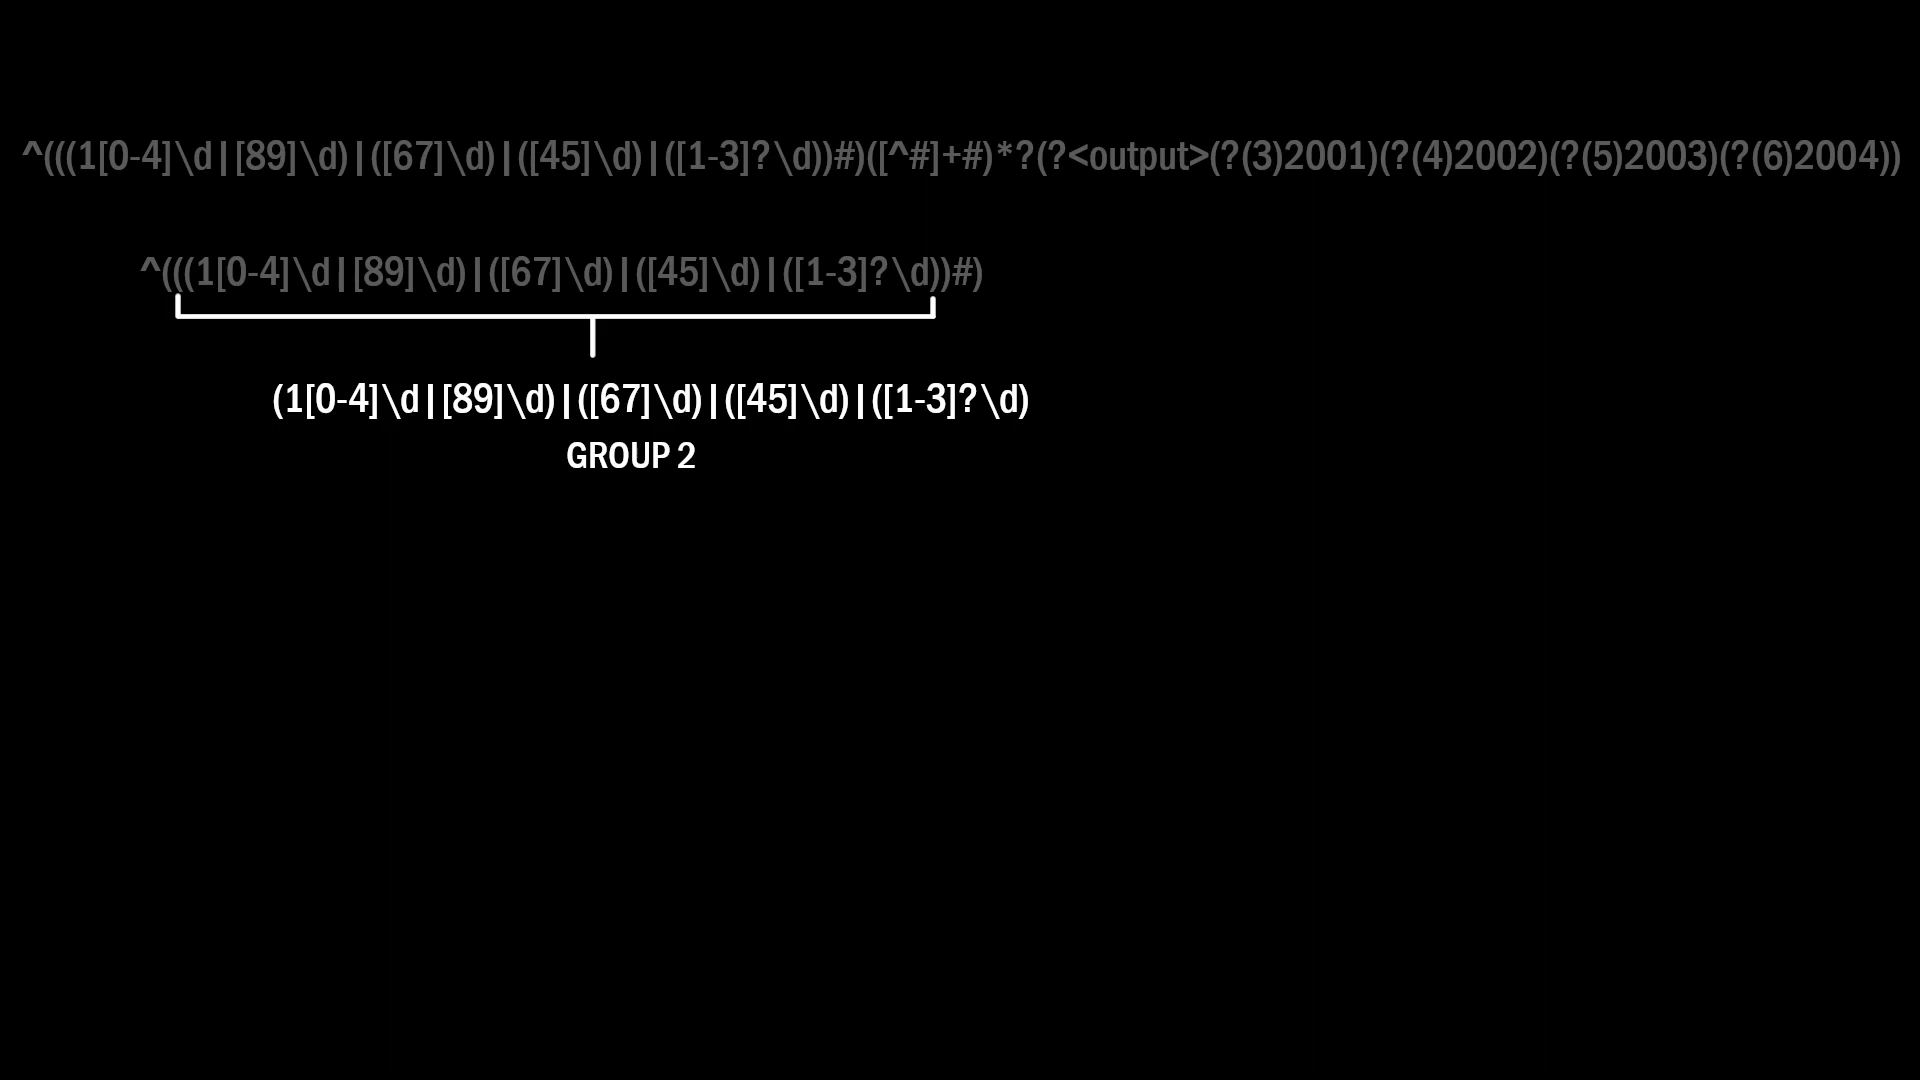 ^(((1[0-4]\d|[89]\d)|([67]\d)|([45]\d)|([1-3]?\d))#)([^#]+#)*?(?<output>(?(3)2001)(?(4)2002)(?(5)2003)(?(6)2004))
^(((1[0-4]\d|[89]\d)|([67]\d)|([45]\d)|([1-3]?\d))#)
(1[0-4]\d|[89]\d)|([67]\d)|([45]\d)|([1-3]?\d)
GROUP 2